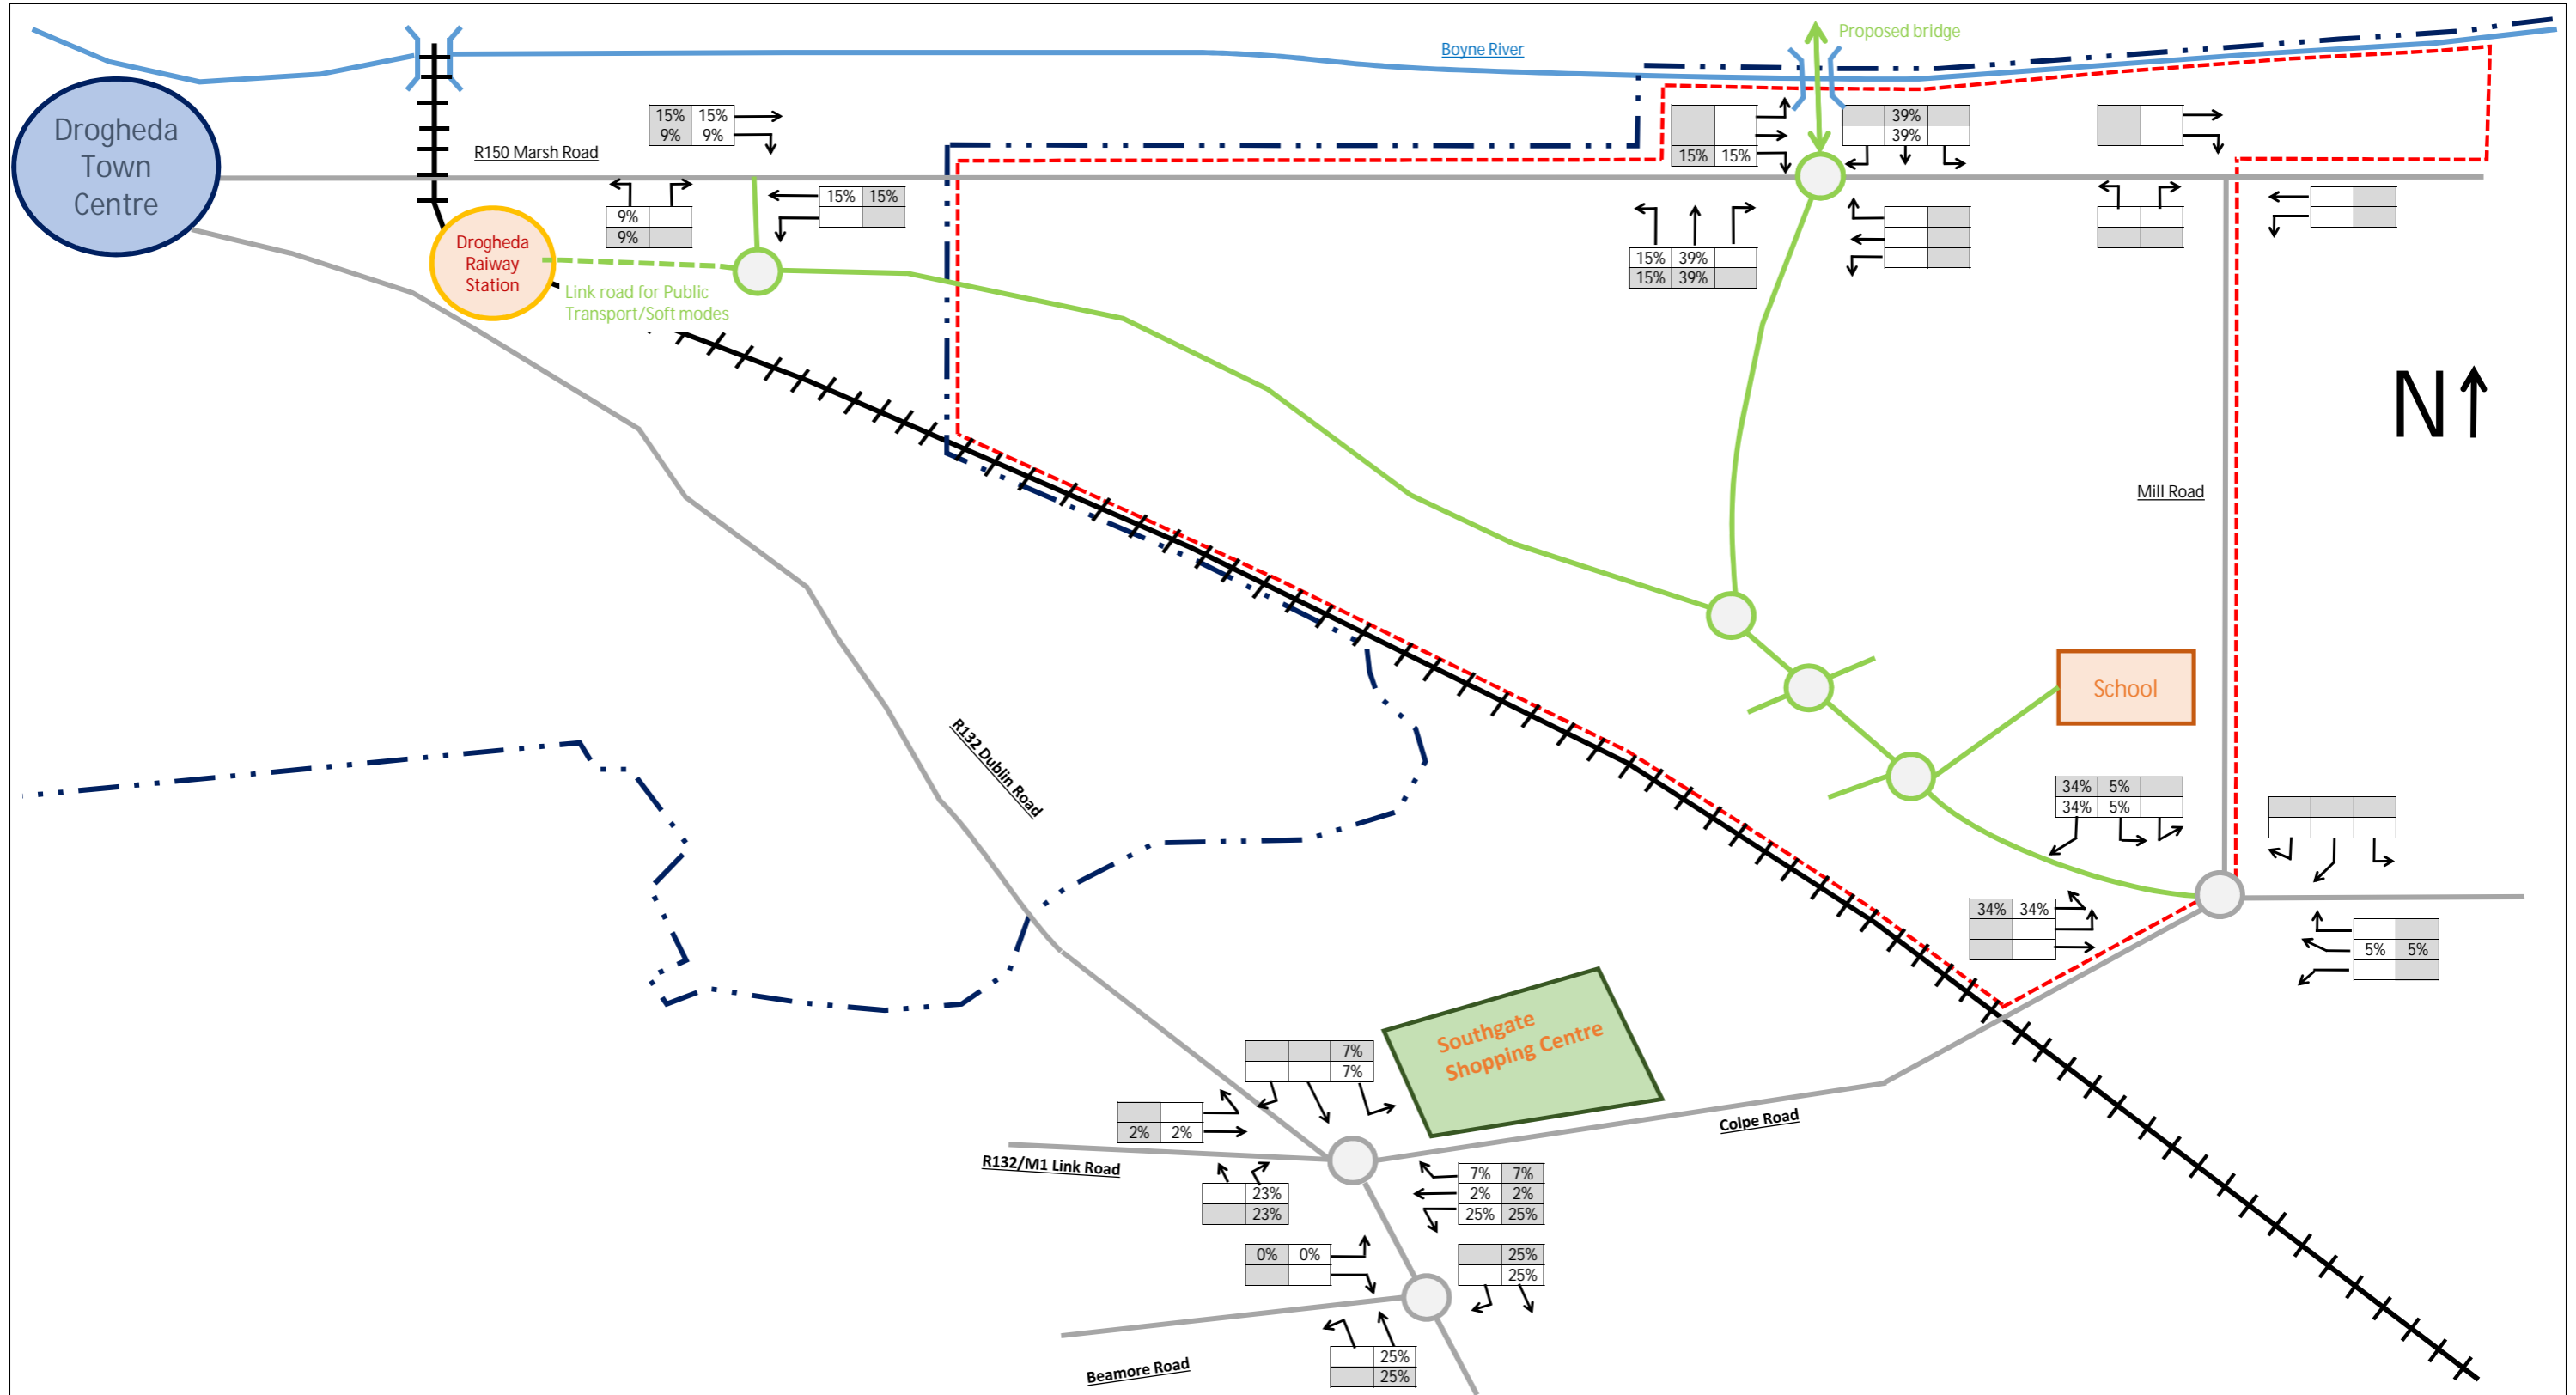 Proposed bridge
Boyne River
Drogheda
Town
Centre
R150 Marsh Road
15% 15%
9% 9%
39%
39%
15% 15%
9%
9%
15% 15%
Drogheda
Raiway
Station
Link road for Public
Transport/Soft modes
15% 39%
15% 39%
N
Mill Road
School
R132 Dublin Road
34% 5%
34% 5%
34% 34%
5% 5%
Southgate
Shopping Centre
7%
7%
2% 2%
Colpe Road
R132/M1 Link Road
23%
23%
7% 7%
2% 2%
25% 25%
0% 0%
25%
25%
Beamore Road
25%
25%